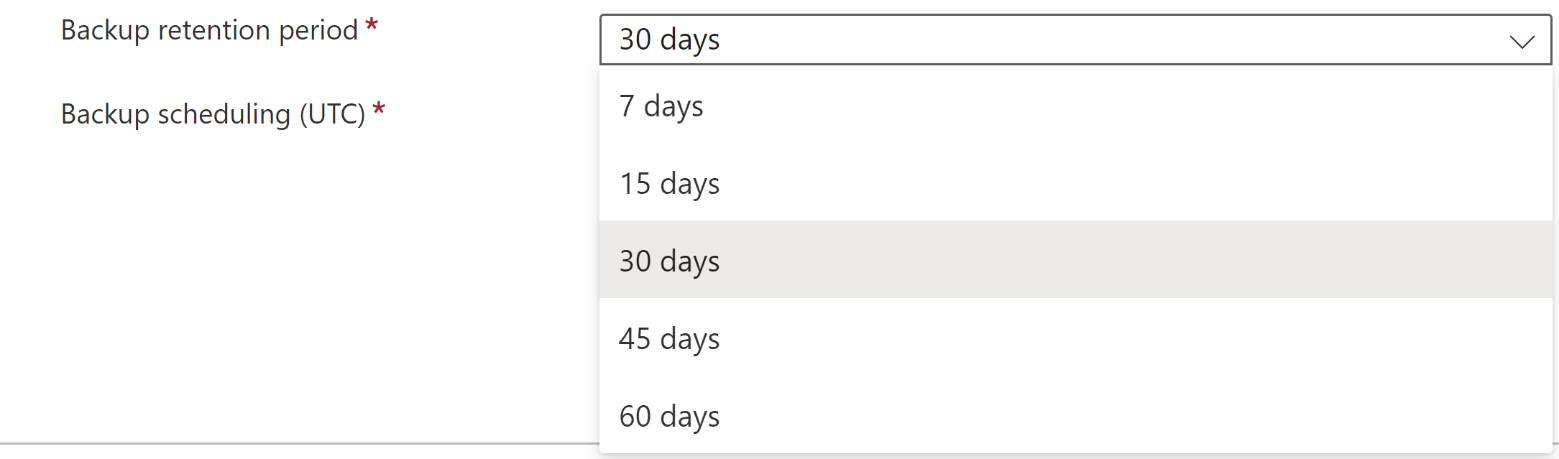 Backup retention period *
30 days
7 days
Backup scheduling (UTC) *
15 days
30 days
45 days
60 days